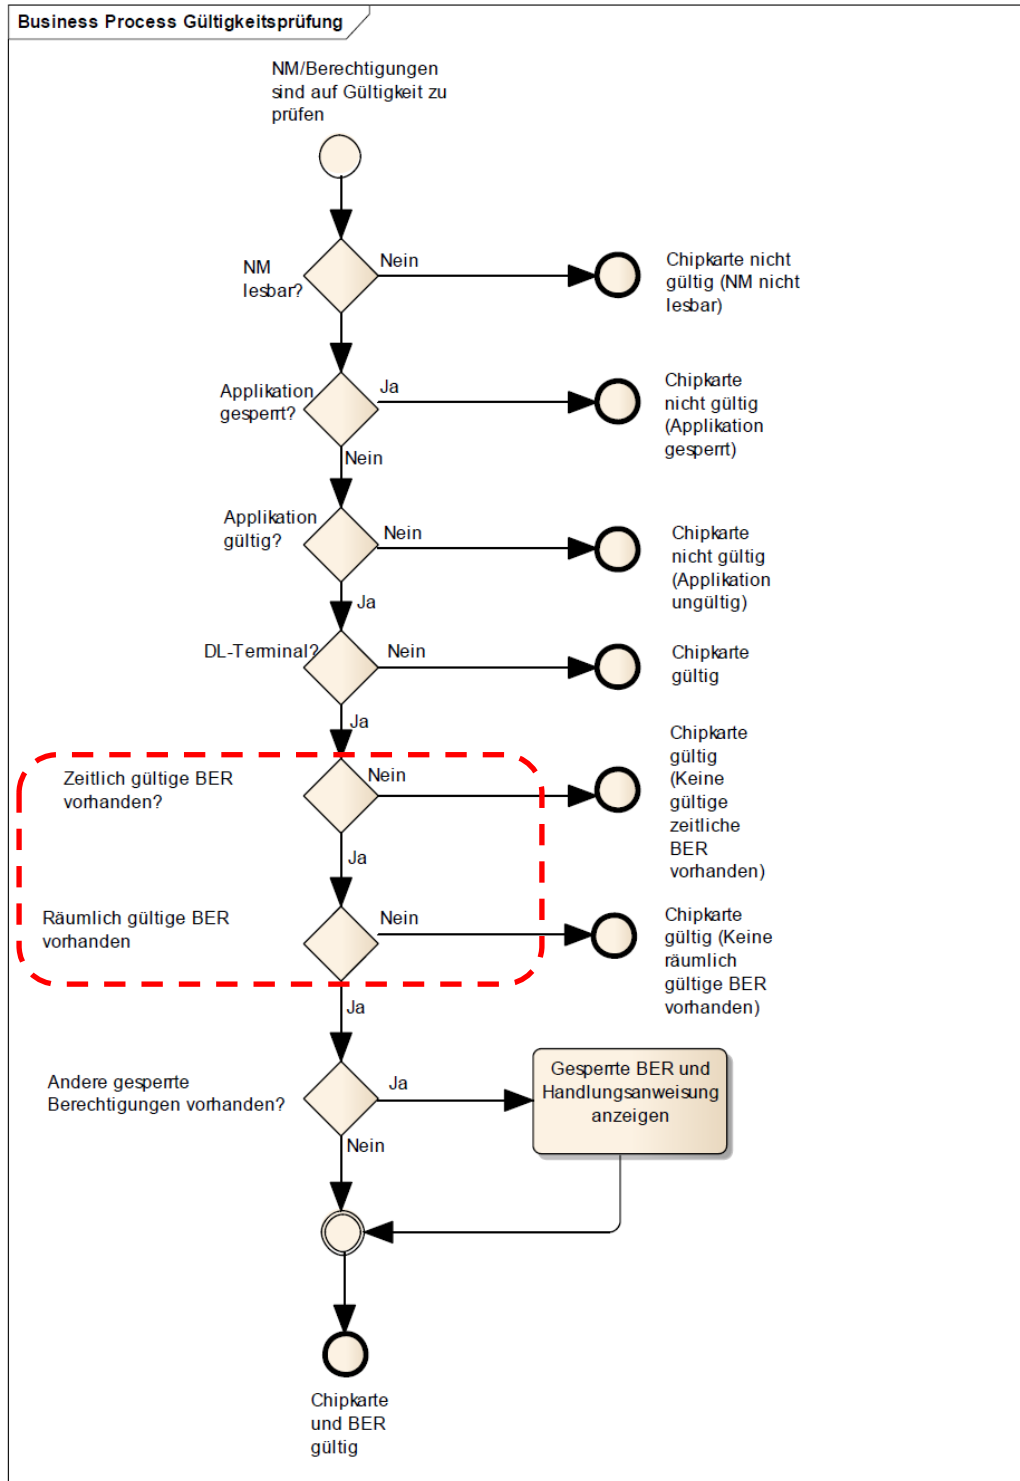 Business Process Gültigkeitsprüfung
NM/Berechtigungen
sind auf Gültigkeit zu
prüfen
NM
lesbar?
Nein
Chipkarte nicht
gültig (NM nicht
lesbar)
Applikation
gesperrt?
Ja
Chipkarte
nicht gültig
(Applikation
gesperrt)
Nein
Applikation
gültig?
Nein
Chipkarte
nicht gültig
(Applikation
ungültig)
Ja
DL-Terminal?
Nein
Chipkarte
gültig
Ja
Zeitlich gültige BER
vorhanden?
Nein
Chipkarte
gültig
(Keine
gültige
zeitliche
BER
vorhanden)
Ja
Räumlich gültige BER
vorhanden
Nein
Chipkarte
gültig (Keine
räumlich
gültige BER
vorhanden)
Ja
Andere gesperrte
Berechtigungen vorhanden?
Ja
Gesperrte BER und
Handlungsanweisung
anzeigen
Nein
Chipkarte
und BER
gültig